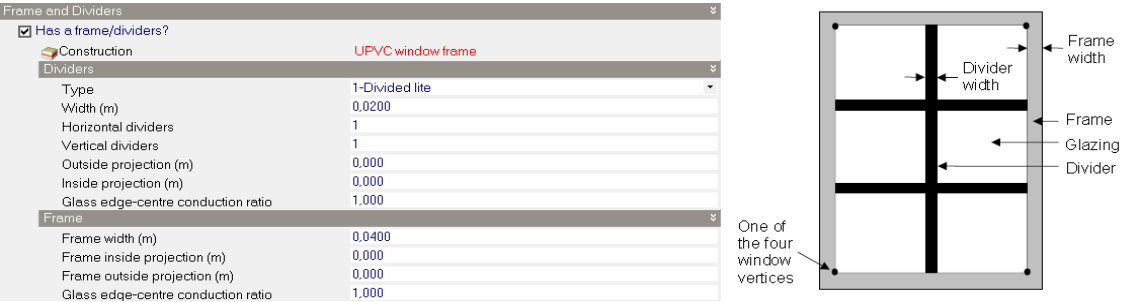 Frame and Dividers
Has a frame/dividers?
Construction UPVC window frame
Dividers
Type 1-Divided lite
Width (m) 0,0200
Horizontal dividers 1
Vertical dividers 1
Outside projection (m) 0,000
Inside projection (m) 0,000
Glass edge-centre conduction ratio 1,000
Frame
Frame width (m) 0,0400
Frame inside projection (m) 0,000
Frame outside projection (m) 0,000
Glass edge-centre conduction ratio 1,000
Frame
width
Divider
width
Frame
Glazing
Divider
One of
the four
window
vertices